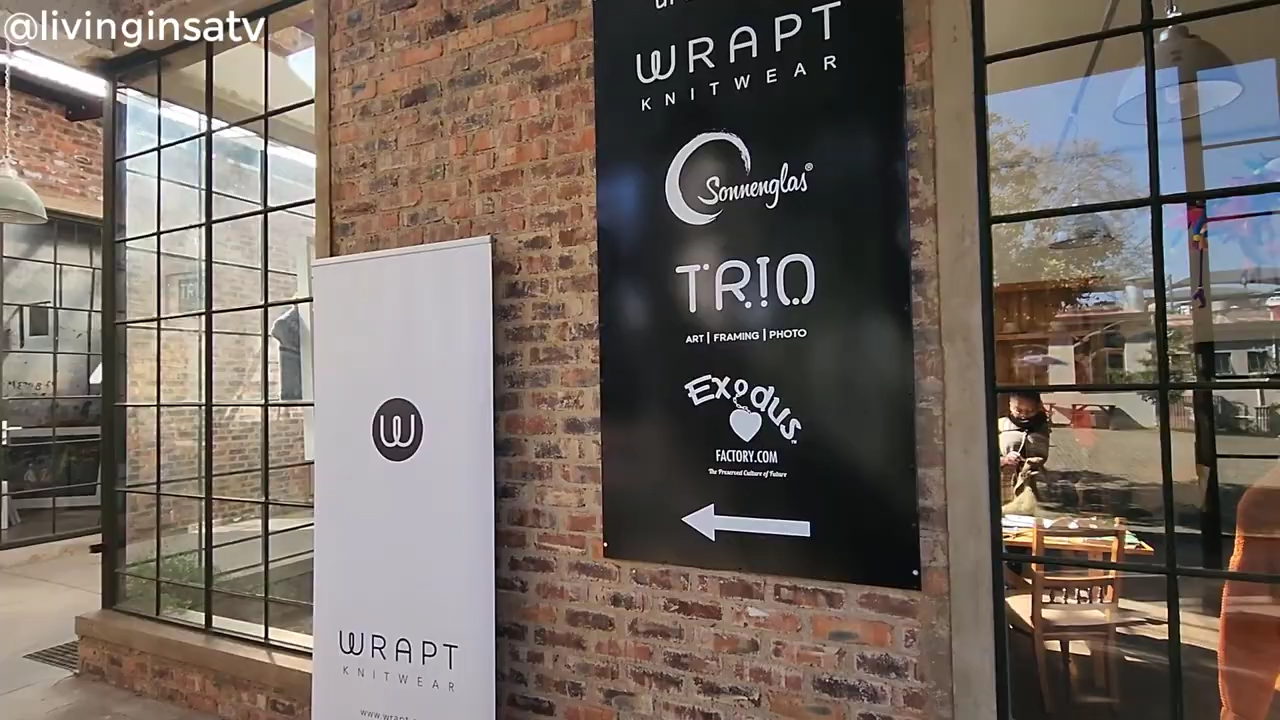 @livinginsatv
WRAPT
KNITWEAR
Sonnenglas®
TRIO
ART | FRAMING | PHOTO
Exodus
FACTORY.COM
The Preserved Culture of Future
W
WRAPT
KNITWEAR